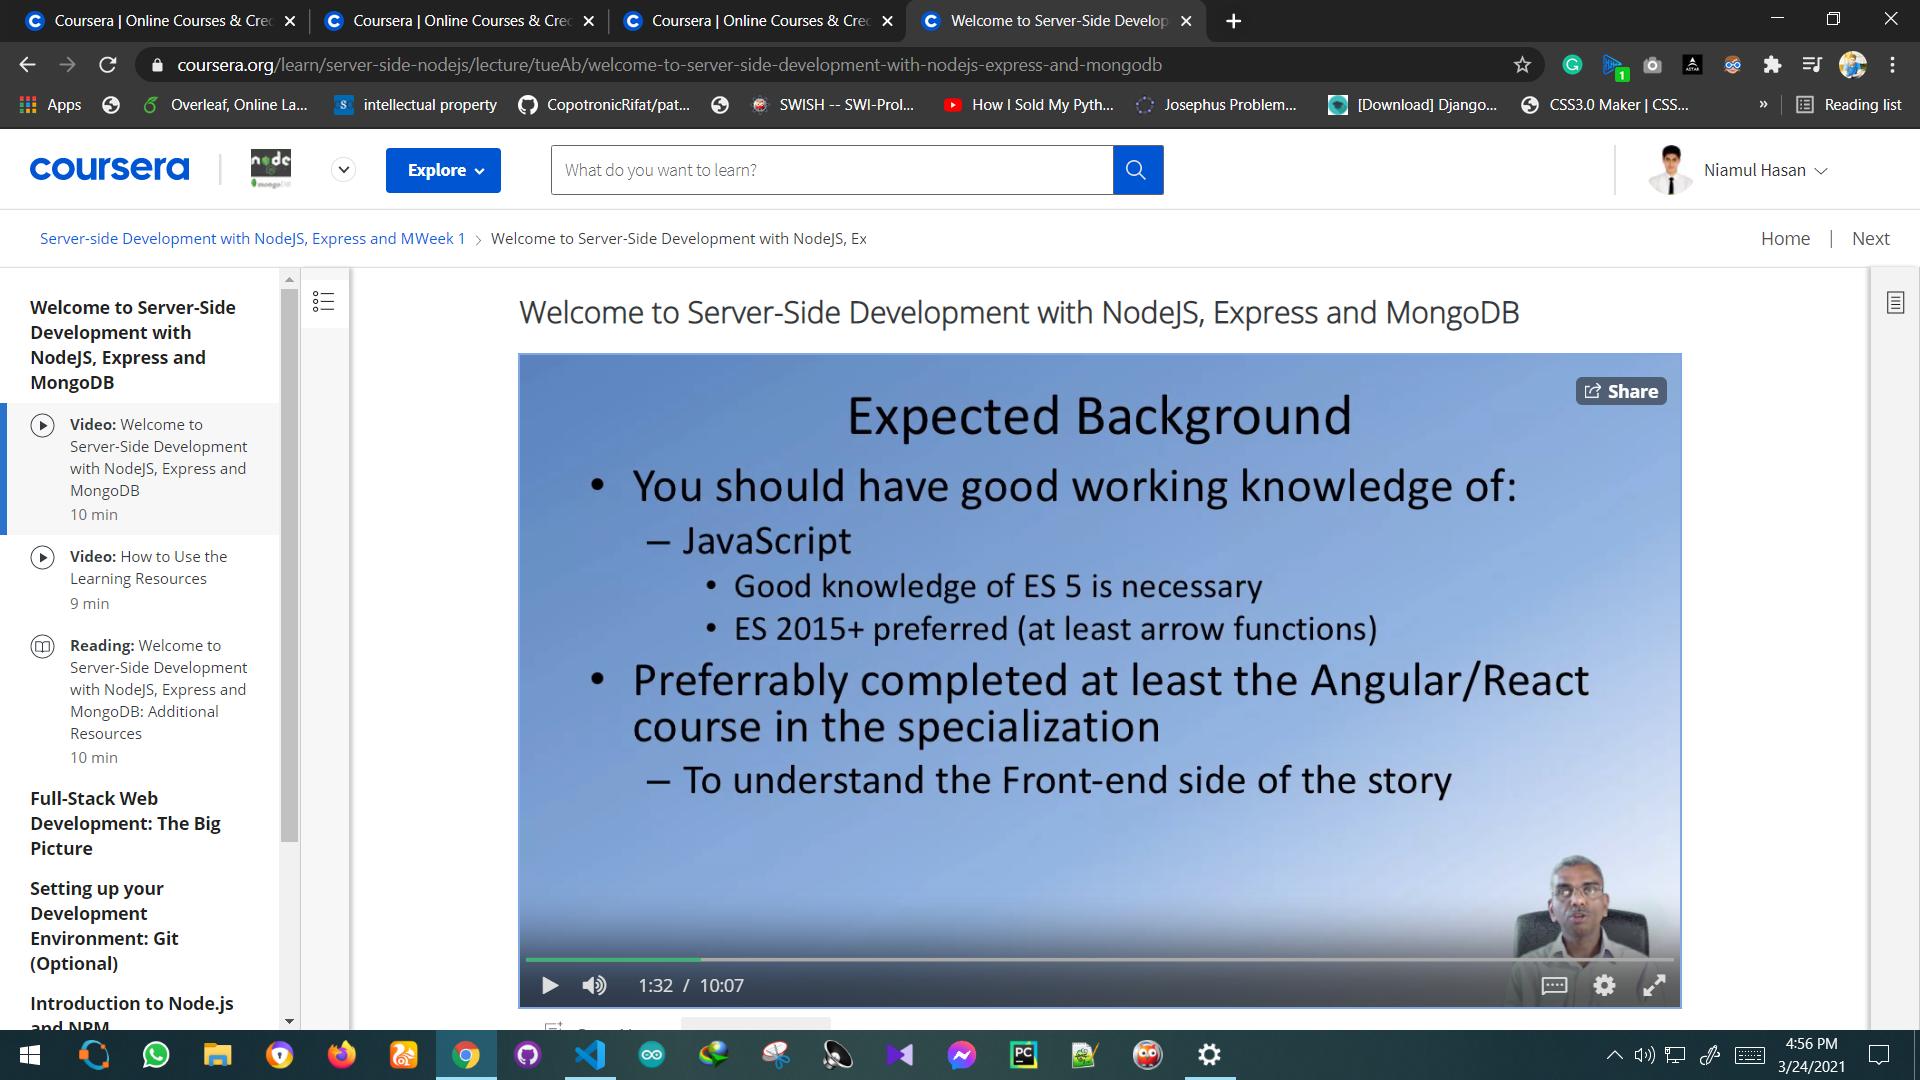 Coursera | Online Courses & Cred
Coursera | Online Courses & Cred
Coursera | Online Courses & Cred
Welcome to Server-Side Develop
coursera.org/learn/server-side-nodejs/lecture/tueAb/welcome-to-server-side-development-with-nodejs-express-and-mongodb
1
Apps
Overleaf, Online La...
intellectual property
CopotronicRifat/pat...
SWISH -- SWI-Prol...
How I Sold My Pyth...
Josephus Problem...
[Download] Django...
CSS3.0 Maker | CSS...
»
Reading list
coursera
node
mongoDB
Explore
What do you want to learn?
Niamul Hasan
Server-side Development with NodeJS, Express and MWeek 1 > Welcome to Server-Side Development with NodeJS, Ex
Home | Next
Welcome to Server-Side
Development with
NodeJS, Express and
MongoDB
Video: Welcome to
Server-Side Development
with NodeJS, Express and
MongoDB
10 min
Video: How to Use the
Learning Resources
9 min
Reading: Welcome to
Server-Side Development
with NodeJS, Express and
MongoDB: Additional
Resources
10 min
Full-Stack Web
Development: The Big
Picture
Setting up your
Development
Environment: Git
(Optional)
Introduction to Node.js
and NPM
Welcome to Server-Side Development with NodeJS, Express and MongoDB
Share
Expected Background
• You should have good working knowledge of:
– JavaScript
• Good knowledge of ES 5 is necessary
• ES 2015+ preferred (at least arrow functions)
• Preferrably completed at least the Angular/React
course in the specialization
– To understand the Front-end side of the story
1:32 / 10:07
PC
4:56 PM
3/24/2021